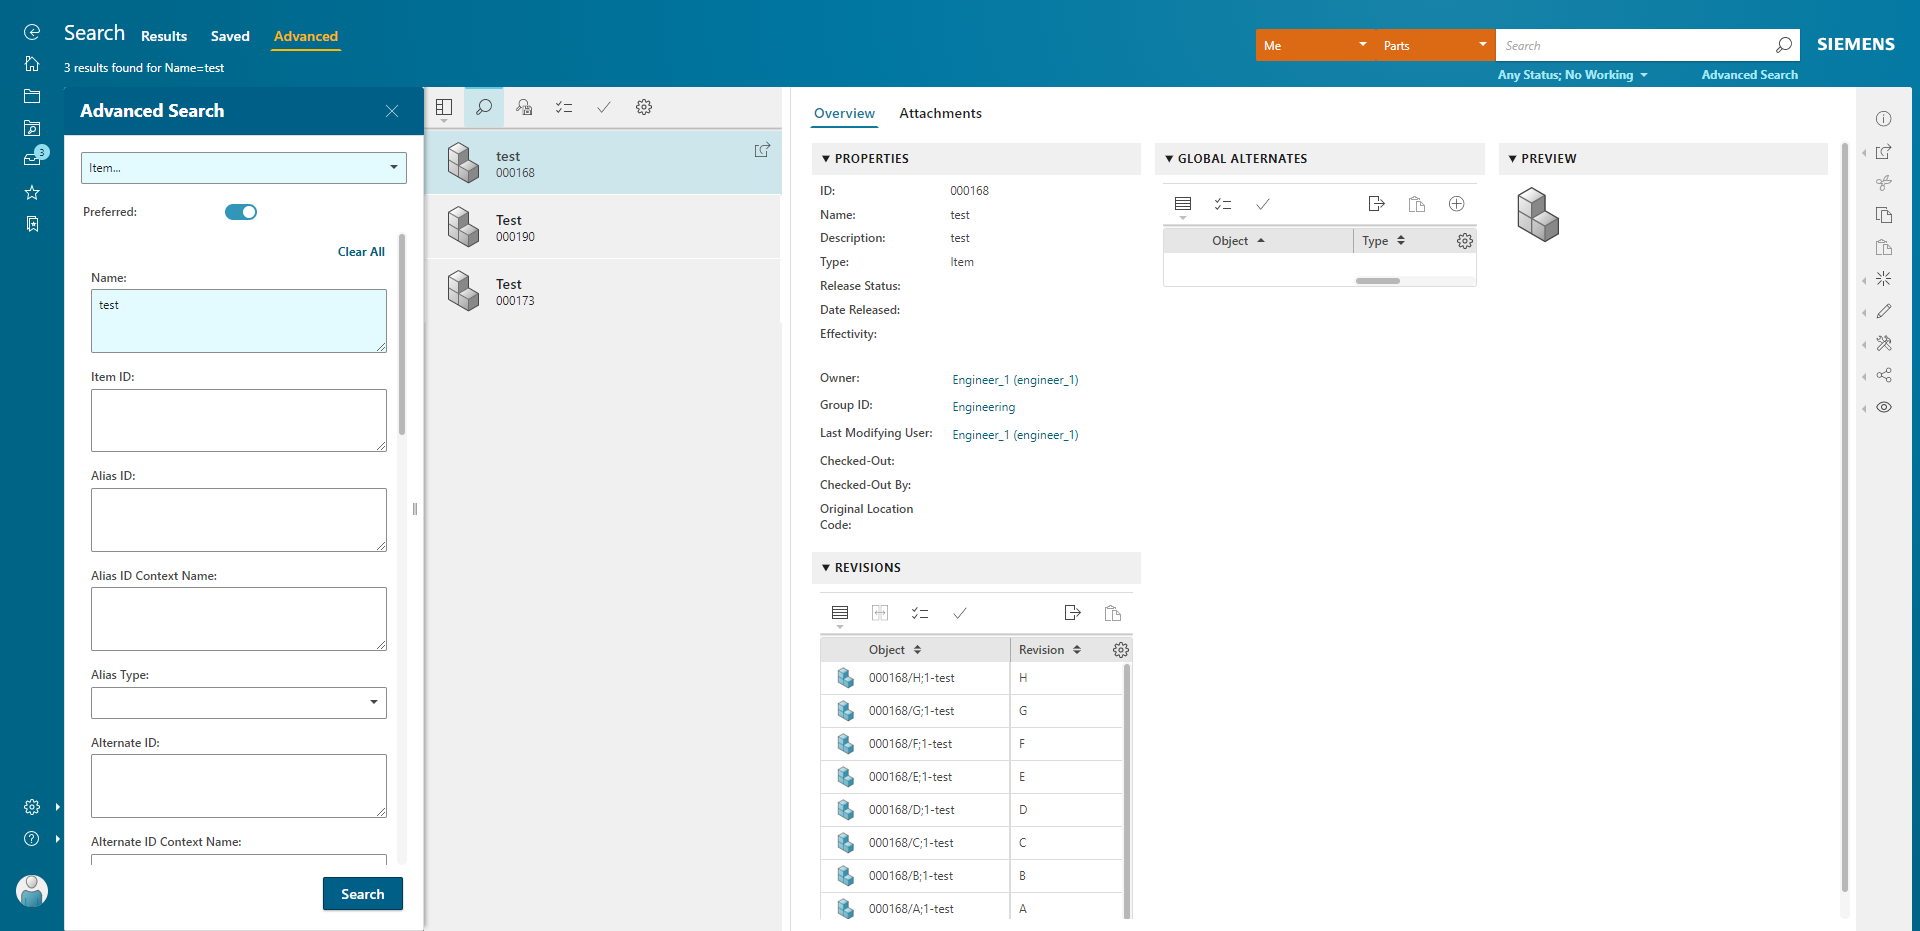 Search
Results
Saved
Advanced
3 results found for Name=test
Me
Parts
Search
SIEMENS
Any Status; No Working
Advanced Search
3
Advanced Search
Item...
Preferred:
Clear All
Name:
test
Item ID:
Alias ID:
Alias ID Context Name:
Alias Type:
Alternate ID:
Alternate ID Context Name:
Search
test
000168
Test
000190
Test
000173
Overview
Attachments
PROPERTIES
ID: 000168
Name: test
Description: test
Type: Item
Release Status:
Date Released:
Effectivity:
Owner: Engineer_1 (engineer_1)
Group ID: Engineering
Last Modifying User: Engineer_1 (engineer_1)
Checked-Out:
Checked-Out By:
Original Location
Code:
REVISIONS
Object Revision
000168/H;1-test H
000168/G;1-test G
000168/F;1-test F
000168/E;1-test E
000168/D;1-test D
000168/C;1-test C
000168/B;1-test B
000168/A;1-test A
GLOBAL ALTERNATES
Object Type
PREVIEW